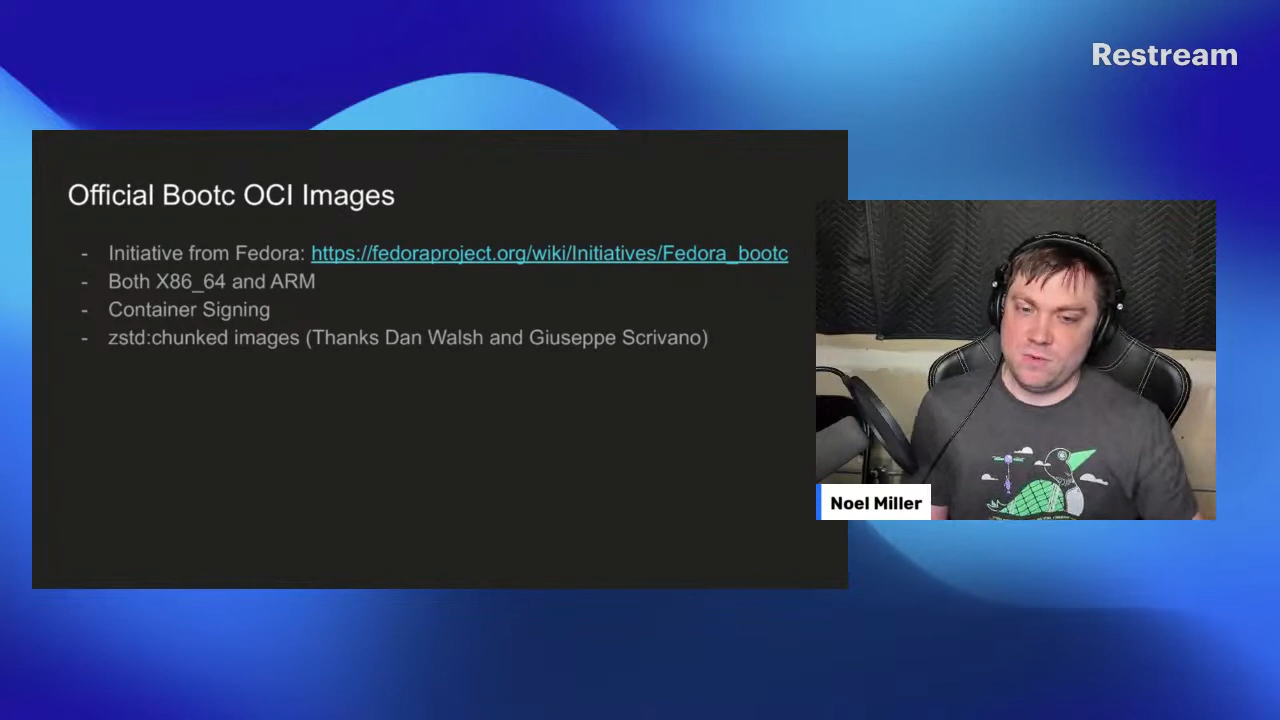 Restream
Official Bootc OCI Images
- Initiative from Fedora: https://fedoraproject.org/wiki/Initiatives/Fedora_bootc
- Both X86_64 and ARM
- Container Signing
- zstd:chunked images (Thanks Dan Walsh and Giuseppe Scrivano)
Noel Miller